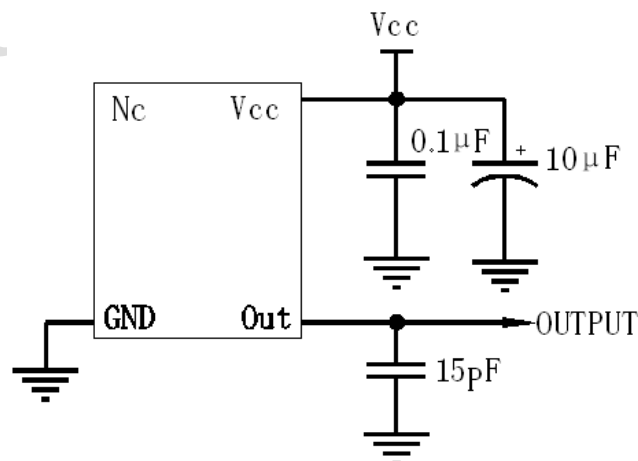 Vcc
Nc Vcc
0.1μF
+
10μF
GND Out
OUTPUT
15pF